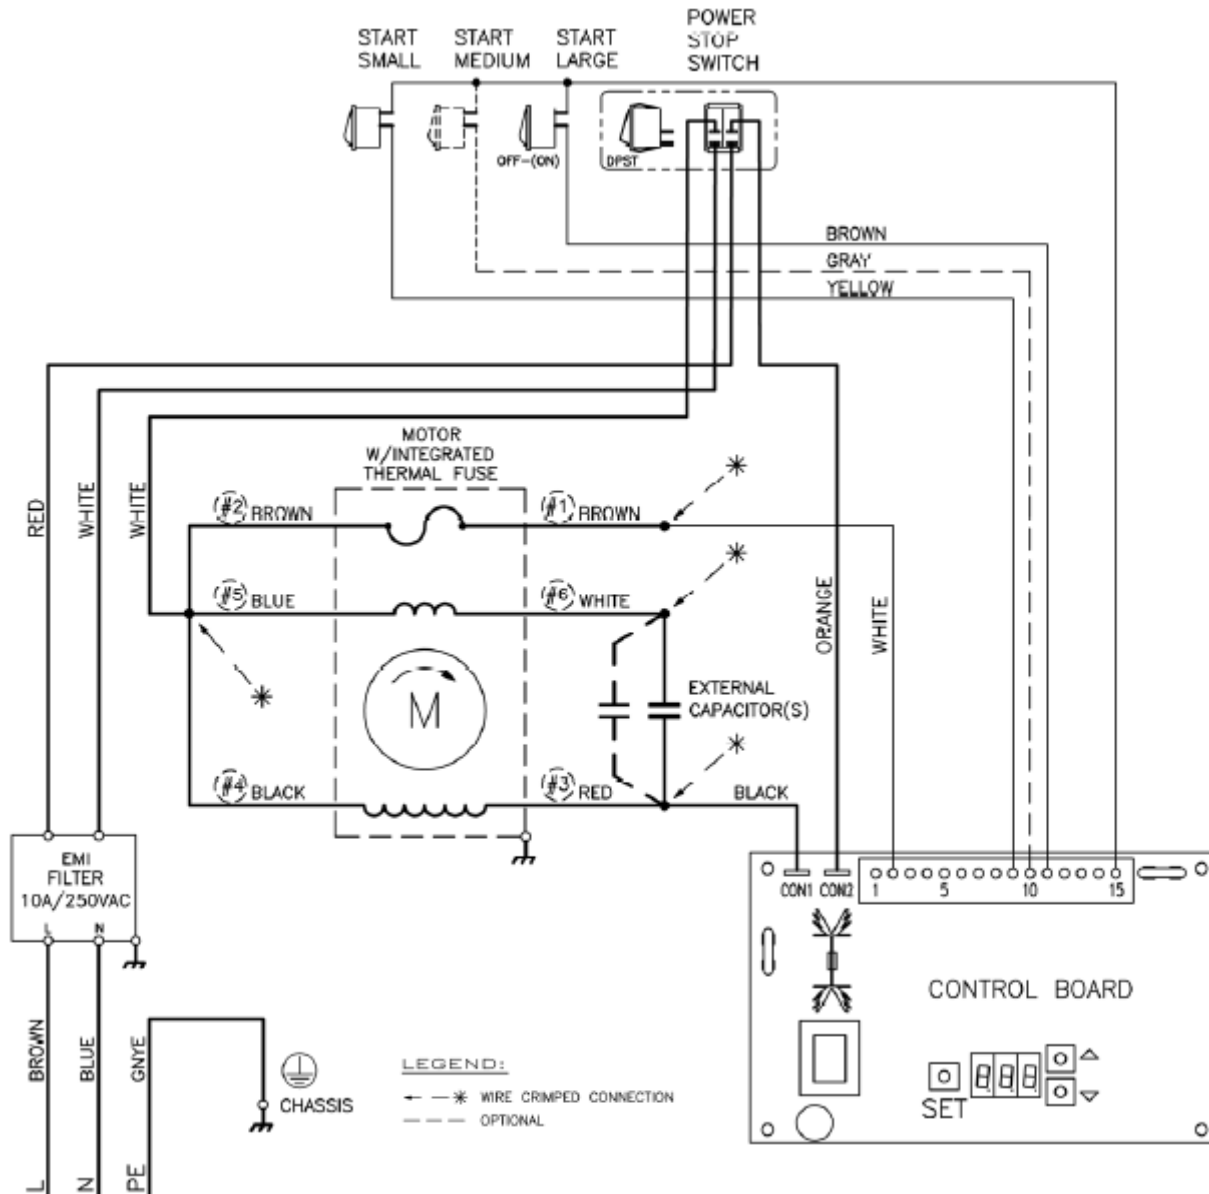 START SMALL
START MEDIUM
START LARGE
POWER STOP SWITCH
OFF-(ON)
DPST
BROWN
GRAY
YELLOW
MOTOR
W/INTEGRATED
THERMAL FUSE
RED
WHITE
WHITE
#2 BROWN
#1 BROWN
#5 BLUE
#6 WHITE
ORANGE
WHITE
M
EXTERNAL
CAPACITOR(S)
#4 BLACK
#3 RED
BLACK
EMI
FILTER
10A/250VAC
L N
CON1 CON2 1 5 10 15
CONTROL BOARD
BROWN
BLUE
GNYE
CHASSIS
LEGEND:
WIRE CRIMPED CONNECTION
OPTIONAL
SET
8.8.8.
L
N
PE